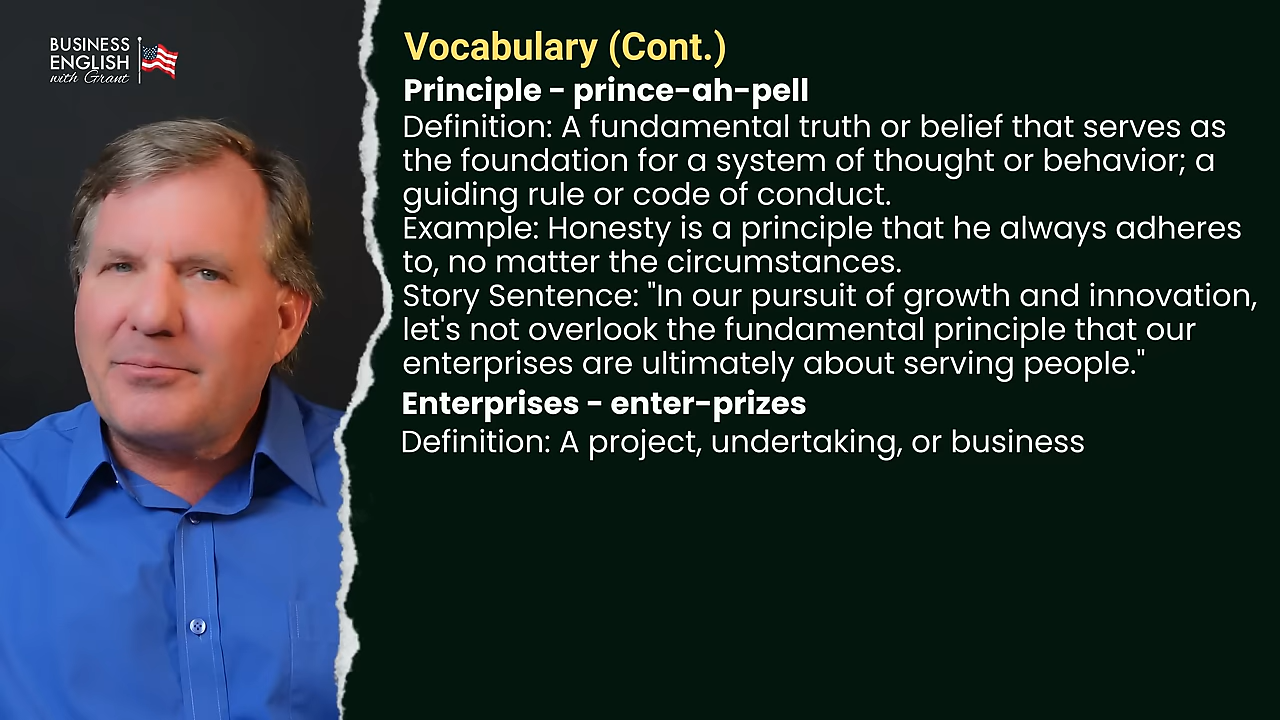 BUSINESS
ENGLISH
with Grant
Vocabulary (Cont.)
Principle - prince-ah-pell
Definition: A fundamental truth or belief that serves as
the foundation for a system of thought or behavior; a
guiding rule or code of conduct.
Example: Honesty is a principle that he always adheres
to, no matter the circumstances.
Story Sentence: "In our pursuit of growth and innovation,
let's not overlook the fundamental principle that our
enterprises are ultimately about serving people."
Enterprises - enter-prizes
Definition: A project, undertaking, or business